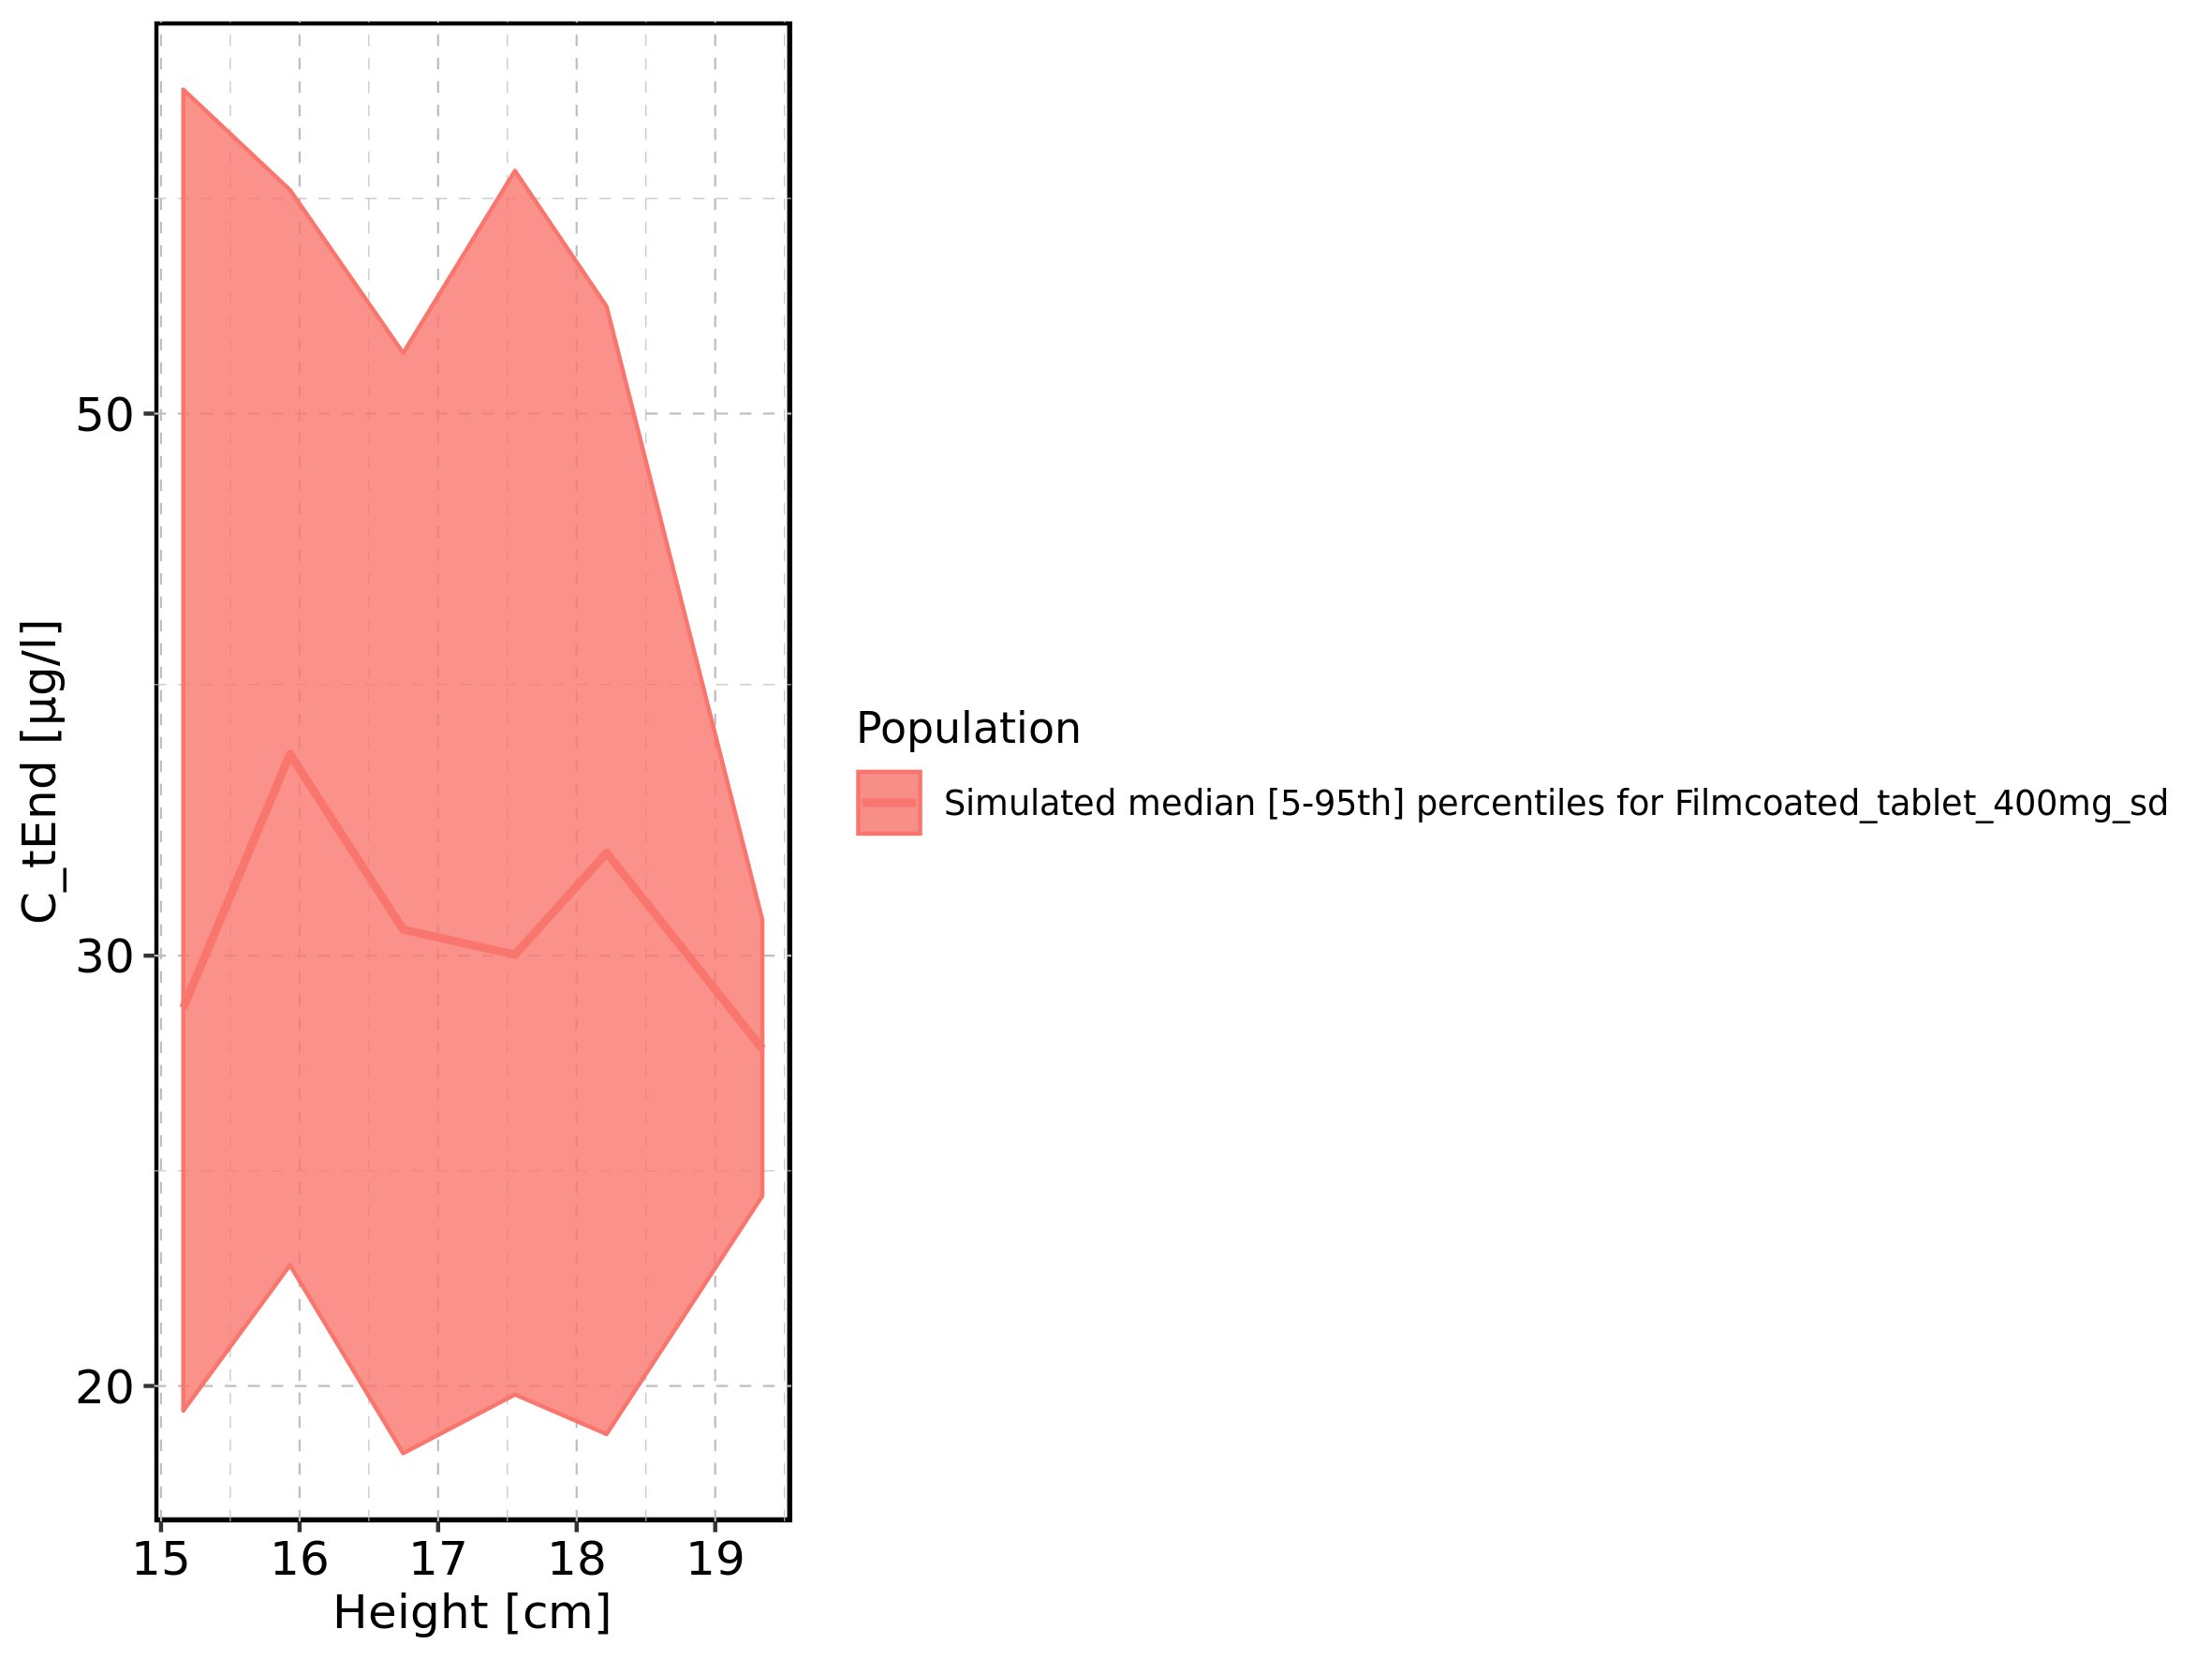 50
30
20
C_tEnd [µg/l]
15 16 17 18 19
Height [cm]
Population
Simulated median [5-95th] percentiles for Filmcoated_tablet_400mg_sd